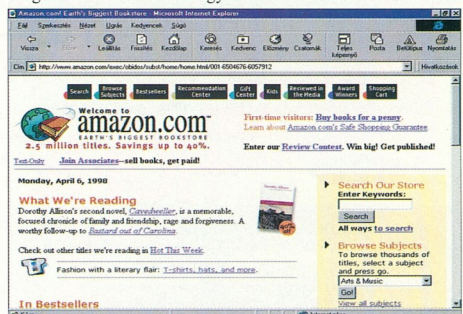 Amazon.com! Earth's Biggest Bookstore - Microsoft Internet Explorer
Fájl Szerkesztés Nézet Ugrás Kedvencek Súgó
Vissza Leállítás Frissítés Kezdőlap Keresés Kedvenc Előzmény Csatornák Teljes képernyő Posta Betűtípus Nyomtatás
Cím http://www.amazon.com/exec/obidos/subst/home/home.html/001-6504676-6057912 Hivatkozások
Search Browse Subjects Bestsellers Recommendation Center Gift Center Kids Reviewed in the Media Award Winners Shopping Cart
Welcome to
amazon.com
EARTH'S BIGGEST BOOKSTORE
2.5 million titles. Savings up to 40%.
First-time visitors: Buy books for a penny.
Learn about Amazon.com's Safe Shopping Guarantee.
Enter our Review Contest. Win big! Get published!
Text-Only Join Associates--sell books, get paid!
Monday, April 6, 1998
What We're Reading
Dorothy Allison's second novel, Cavedweller, is a memorable,
focused chronicle of family and friendship, rage and forgiveness. A
worthy follow-up to Bastard out of Carolina.
Check out other titles we're reading in Hot This Week.
Fashion with a literary flair: T-shirts, hats, and more.
In Bestsellers
Search Our Store
Enter Keywords:
Search
All ways to search
Browse Subjects
To browse thousands of
titles, select a subject
and press go.
Arts & Music
Go!
View all subjects